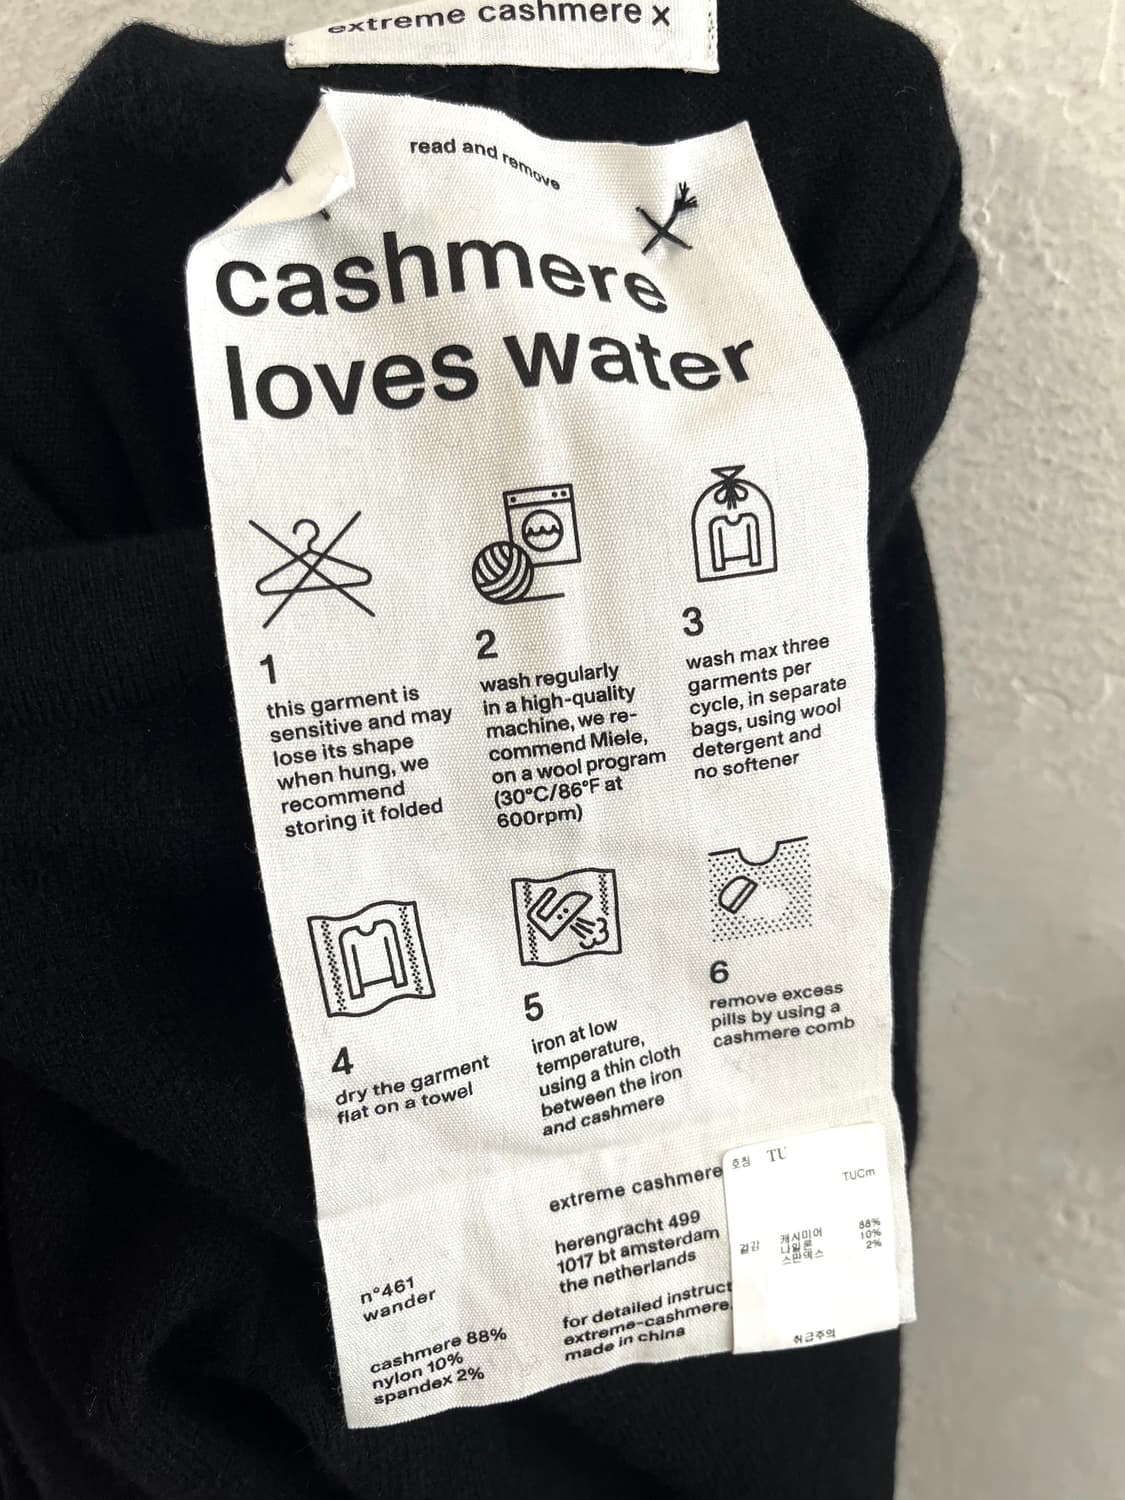 extreme cashmere x
read and remove
cashmere
loves water
1
this garment is
sensitive and may
lose its shape
when hung, we
recommend
storing it folded
2
wash regularly
in a high-quality
machine, we re-
commend Miele,
on a wool program
(30°C/86°F at
600rpm)
3
wash max three
garments per
cycle, in separate
bags, using wool
detergent and
no softener
4
dry the garment
flat on a towel
5
iron at low
temperature,
using a thin cloth
between the iron
and cashmere
6
remove excess
pills by using a
cashmere comb
n°461
wander
cashmere 88%
nylon 10%
spandex 2%
extreme cashmere
herengracht 499
1017 bt amsterdam
the netherlands
for detailed instruct
extreme-cashmere.
made in china
호칭 TU
TUCm
겉감 캐시미어 88%
나일론 10%
스판덱스 2%
취급주의